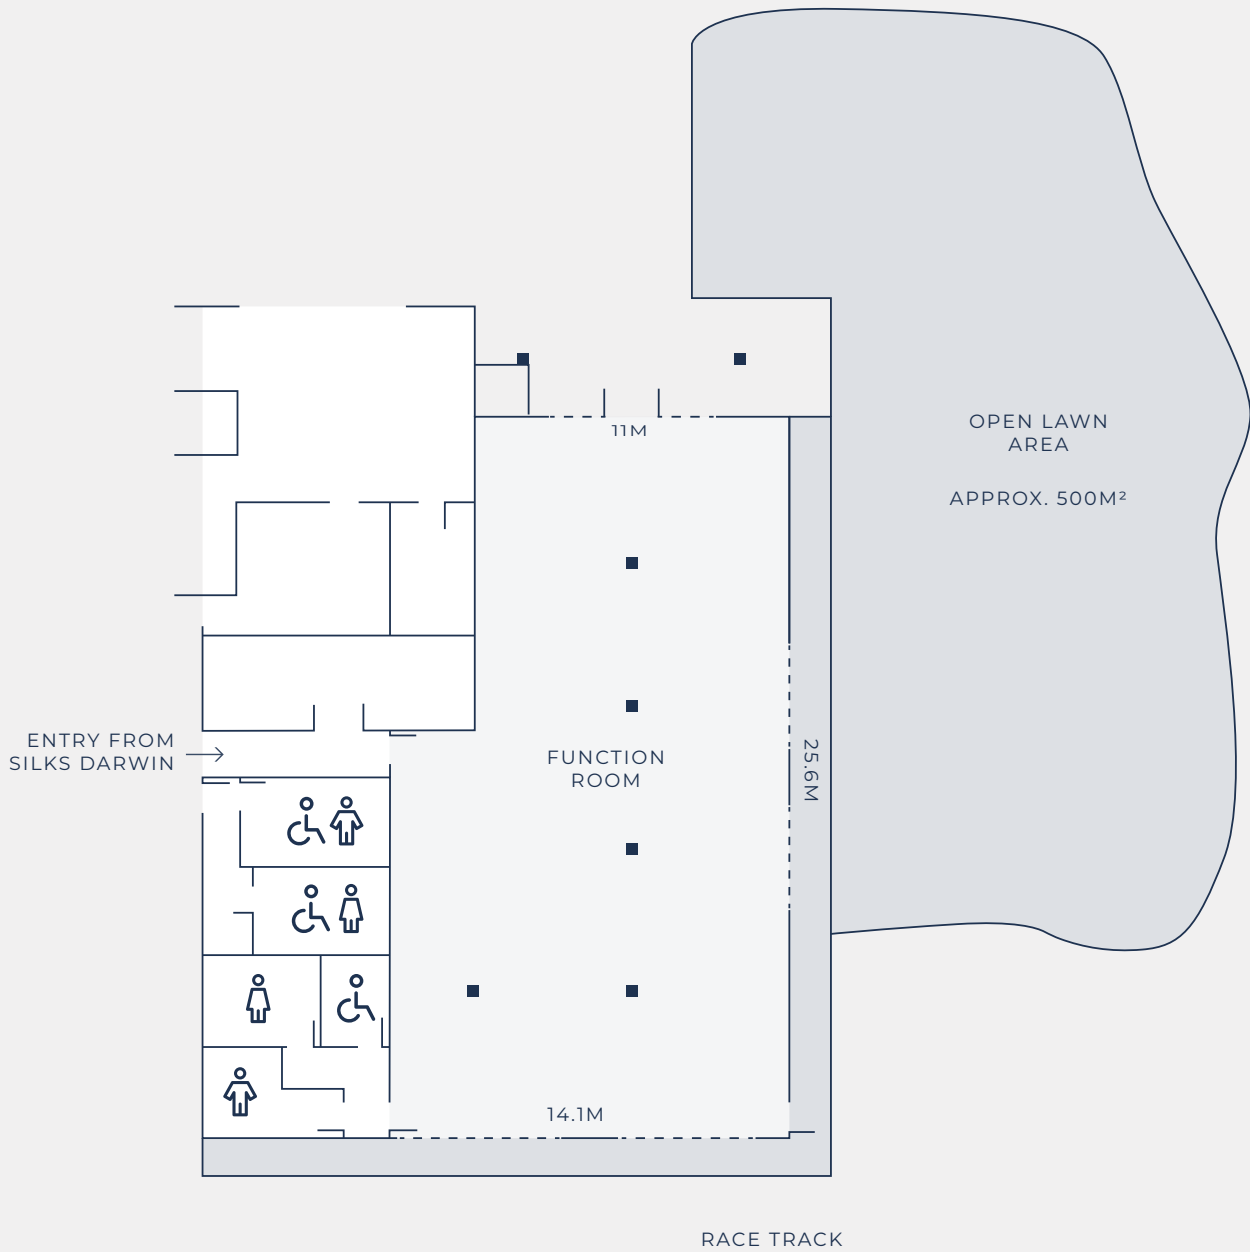 OPEN LAWN
AREA
APPROX. 500M²
11M
ENTRY FROM
SILKS DARWIN
FUNCTION
ROOM
25.6M
14.1M
RACE TRACK